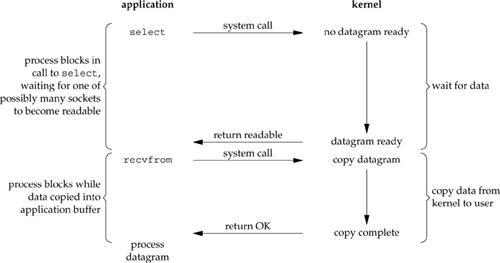 application
kernel
select
system call
no datagram ready
process blocks in
call to select,
waiting for one of
possibly many sockets
to become readable
wait for data
return readable
datagram ready
recvfrom
system call
copy datagram
process blocks while
data copied into
application buffer
copy data from
kernel to user
return OK
copy complete
process
datagram